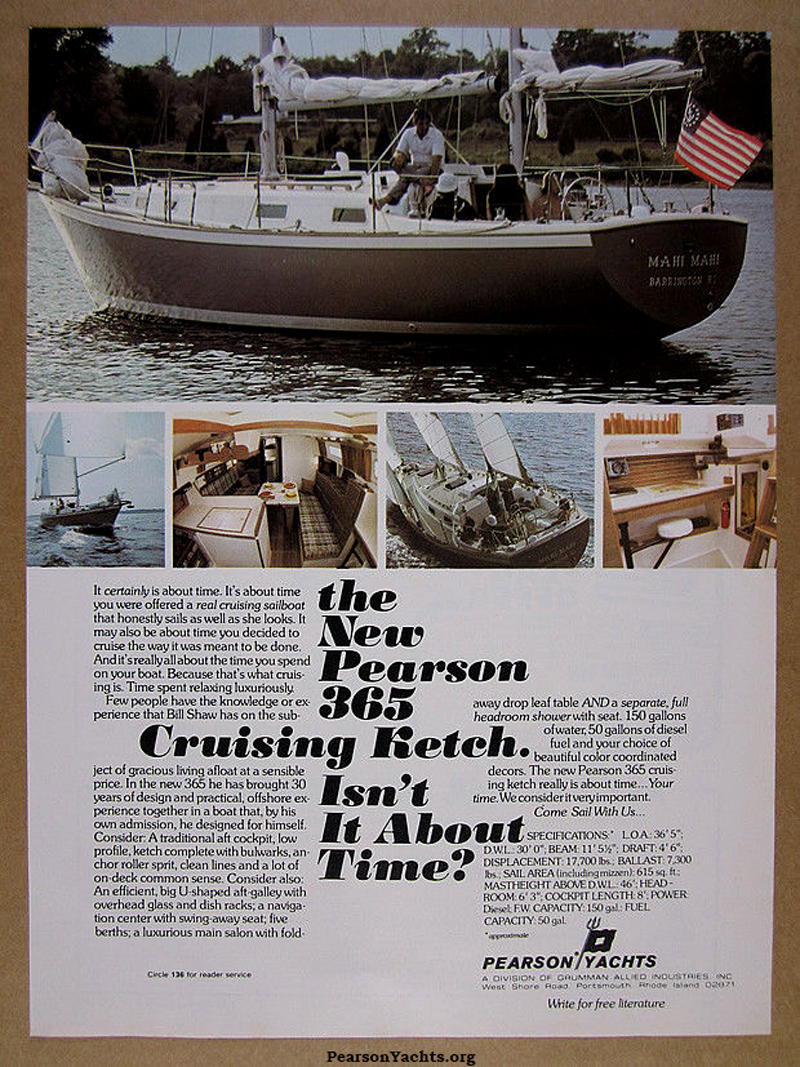 MAHI MAHI
BARRINGTON RI
the
New
Pearson
365
Cruising Ketch.
Isn't
It About
Time?
It certainly is about time. It's about time
you were offered a real cruising sailboat
that honestly sails as well as she looks. It
may also be about time you decided to
cruise the way it was meant to be done.
And it's really all about the time you spend
on your boat. Because that's what cruis-
ing is. Time spent relaxing luxuriously.
Few people have the knowledge or ex-
perience that Bill Shaw has on the sub-
ject of gracious living afloat at a sensible
price. In the new 365 he has brought 30
years of design and practical, offshore ex-
perience together in a boat that, by his
own admission, he designed for himself.
Consider: A traditional aft cockpit, low
profile, ketch complete with bulwarks, an-
chor roller sprit, clean lines and a lot of
on-deck common sense. Consider also:
An efficient, big U-shaped aft-galley with
overhead glass and dish racks; a naviga-
tion center with swing-away seat; five
berths; a luxurious main salon with fold-
away drop leaf table AND a separate, full
headroom shower with seat. 150 gallons
of water, 50 gallons of diesel
fuel and your choice of
beautiful color coordinated
decors. The new Pearson 365 cruis-
ing ketch really is about time...Your
time. We consider it very important.
Come Sail With Us...
SPECIFICATIONS:* L.O.A.: 36' 5";
D.W.L.: 30' 0"; BEAM: 11' 5½"; DRAFT: 4' 6";
DISPLACEMENT: 17,700 lbs.; BALLAST: 7,300
lbs.; SAIL AREA (including mizzen): 615 sq. ft.;
MASTHEIGHT ABOVE D.W.L.: 46'; HEAD-
ROOM: 6' 3"; COCKPIT LENGTH: 8'; POWER:
Diesel; F.W. CAPACITY: 150 gal.; FUEL
CAPACITY: 50 gal.
*approximate
PEARSON YACHTS
A DIVISION OF GRUMMAN ALLIED INDUSTRIES, INC
West Shore Road, Portsmouth, Rhode Island 02871
Write for free literature
Circle 136 for reader service
PearsonYachts.org